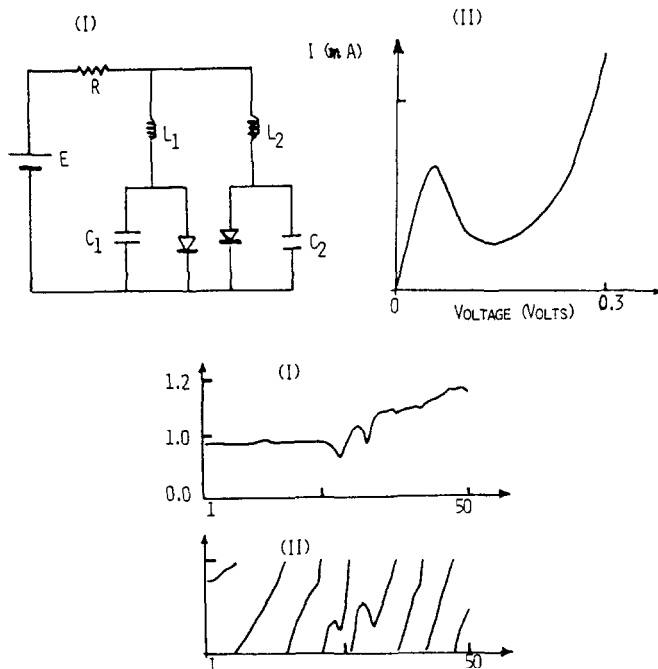 (I)
R
E
L1
L2
C1
C2
(II)
I (m A)
0
0.3
VOLTAGE (VOLTS)
(I)
1.2
1.0
0.0
1
50
(II)
1
50